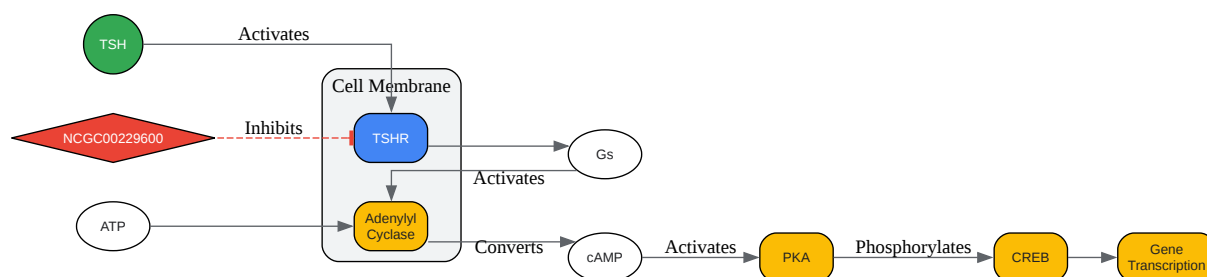 TSH
Activates
Cell Membrane
NCGC00229600
Inhibits
TSHR
Gs
Activates
ATP
Adenylyl
Cyclase
Converts
cAMP
Activates
PKA
Phosphorylates
CREB
Gene
Transcription